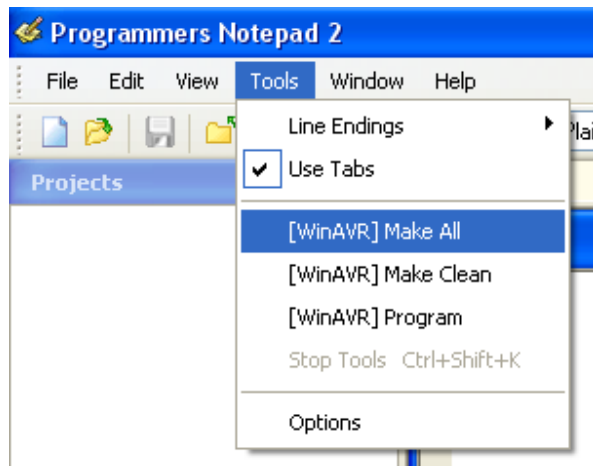 Programmers Notepad 2
File Edit View Tools Window Help
Line Endings
Use Tabs
Projects
[WinAVR] Make All
[WinAVR] Make Clean
[WinAVR] Program
Stop Tools Ctrl+Shift+K
Options